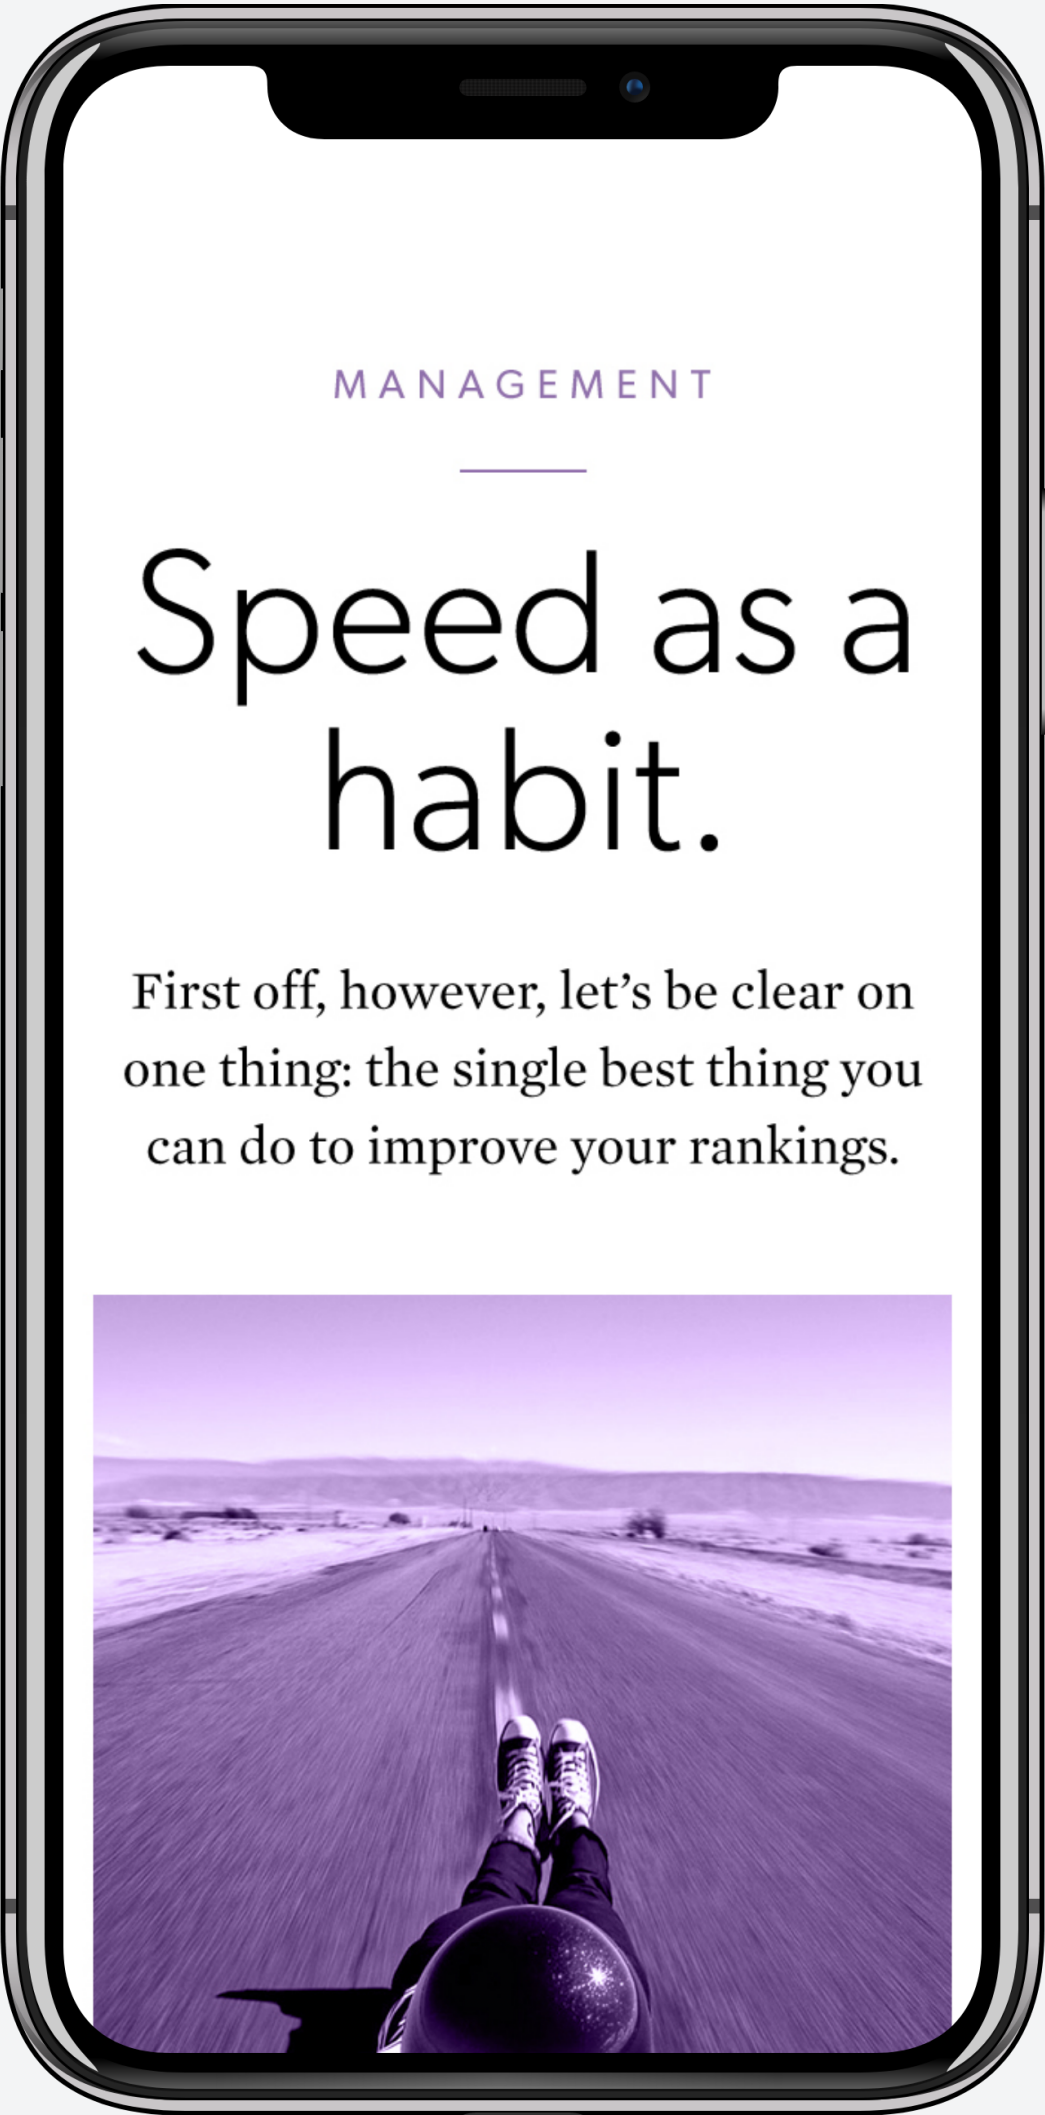 MANAGEMENT
Speed as a
habit.
First off, however, let’s be clear on
one thing: the single best thing you
can do to improve your rankings.